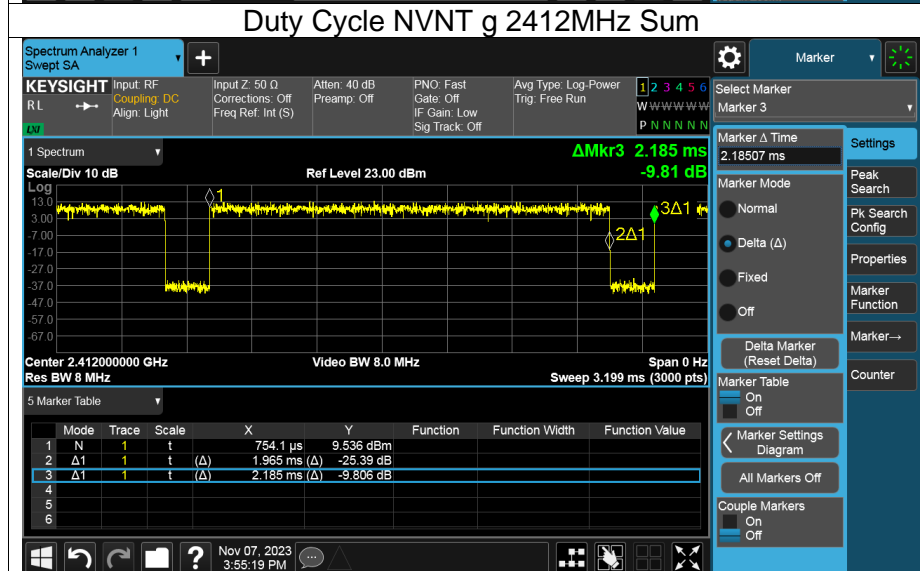 Duty Cycle NVNT g 2412MHz Sum
Spectrum Analyzer 1
Swept SA
+
Marker
KEYSIGHT
RL
LXI
Input: RF
Coupling: DC
Align: Light
Input Z: 50 Ω
Corrections: Off
Freq Ref: Int (S)
Atten: 40 dB
Preamp: Off
PNO: Fast
Gate: Off
IF Gain: Low
Sig Track: Off
Avg Type: Log-Power
Trig: Free Run
1 2 3 4 5 6
W W W W W W
P N N N N N
Select Marker
Marker 3
1 Spectrum
ΔMkr3 2.185 ms
-9.81 dB
Scale/Div 10 dB
Ref Level 23.00 dBm
Log
13.0
3.00
-7.00
-17.0
-27.0
-37.0
-47.0
-57.0
-67.0
1
2Δ1
3Δ1
Center 2.412000000 GHz
Video BW 8.0 MHz
Span 0 Hz
Res BW 8 MHz
Sweep 3.199 ms (3000 pts)
5 Marker Table
Mode Trace Scale X Y Function Function Width Function Value
1 N 1 t 754.1 µs 9.536 dBm
2 Δ1 1 t (Δ) 1.965 ms (Δ) -25.39 dB
3 Δ1 1 t (Δ) 2.185 ms (Δ) -9.806 dB
4
5
6
Marker Δ Time
2.18507 ms
Marker Mode
Normal
Delta (Δ)
Fixed
Off
Delta Marker
(Reset Delta)
Marker Table
On
Off
Marker Settings
Diagram
All Markers Off
Couple Markers
On
Off
Settings
Peak
Search
Pk Search
Config
Properties
Marker
Function
Marker→
Counter
?
Nov 07, 2023
3:55:19 PM